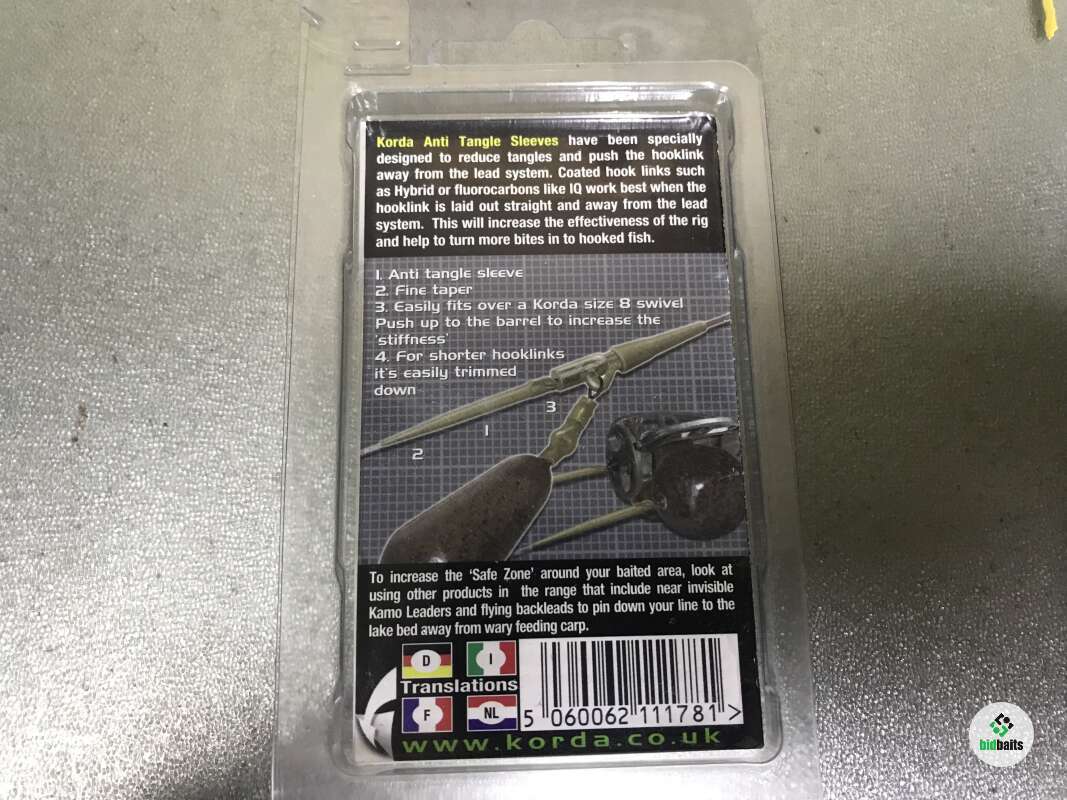 Korda Anti Tangle Sleeves have been specially
designed to reduce tangles and push the hooklink
away from the lead system. Coated hook links such
as Hybrid or fluorocarbons like IQ work best when the
hooklink is laid out straight and away from the lead
system. This will increase the effectiveness of the rig
and help to turn more bites in to hooked fish.
1. Anti tangle sleeve
2. Fine taper
3. Easily fits over a Korda size 8 swivel
Push up to the barrel to increase the
'stiffness'
4. For shorter hooklinks
it's easily trimmed
down
3
1
2
To increase the 'Safe Zone' around your baited area, look at
using other products in the range that include near invisible
Kamo Leaders and flying backleads to pin down your line to the
lake bed away from wary feeding carp.
D I
Translations
F NL
5 060062 111781 >
www.korda.co.uk
bidbaits